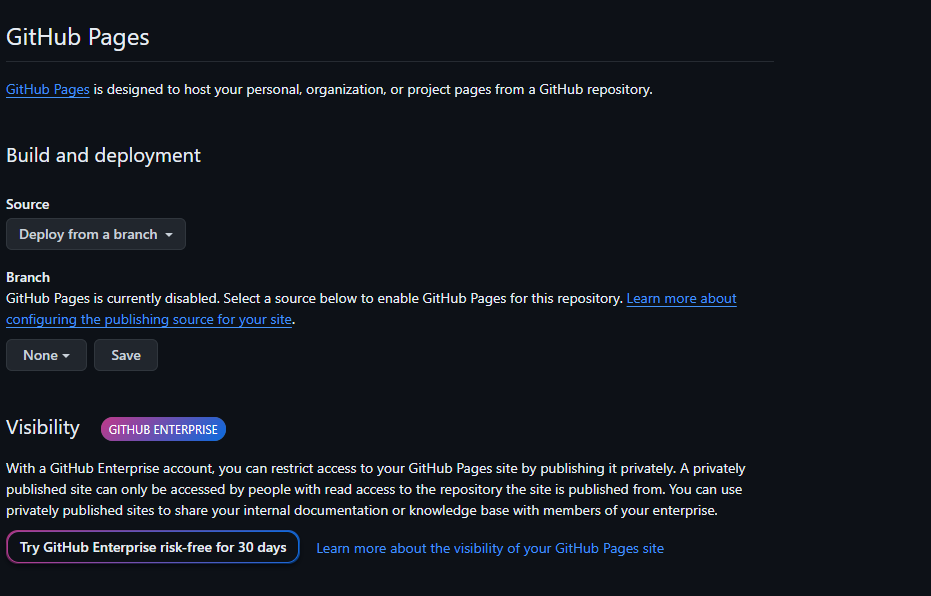 GitHub Pages
GitHub Pages is designed to host your personal, organization, or project pages from a GitHub repository.
Build and deployment
Source
Deploy from a branch
Branch
GitHub Pages is currently disabled. Select a source below to enable GitHub Pages for this repository. Learn more about
configuring the publishing source for your site.
None Save
Visibility GITHUB ENTERPRISE
With a GitHub Enterprise account, you can restrict access to your GitHub Pages site by publishing it privately. A privately
published site can only be accessed by people with read access to the repository the site is published from. You can use
privately published sites to share your internal documentation or knowledge base with members of your enterprise.
Try GitHub Enterprise risk-free for 30 days Learn more about the visibility of your GitHub Pages site